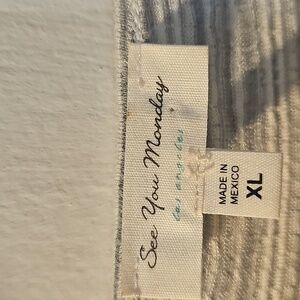 See You Monday
los angeles
MADE IN
MEXICO
XL